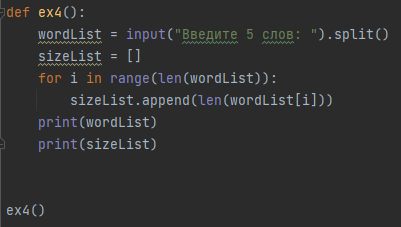 def ex4():
    wordList = input("Введите 5 слов: ").split()
    sizeList = []
    for i in range(len(wordList)):
        sizeList.append(len(wordList[i]))
    print(wordList)
    print(sizeList)
ex4()